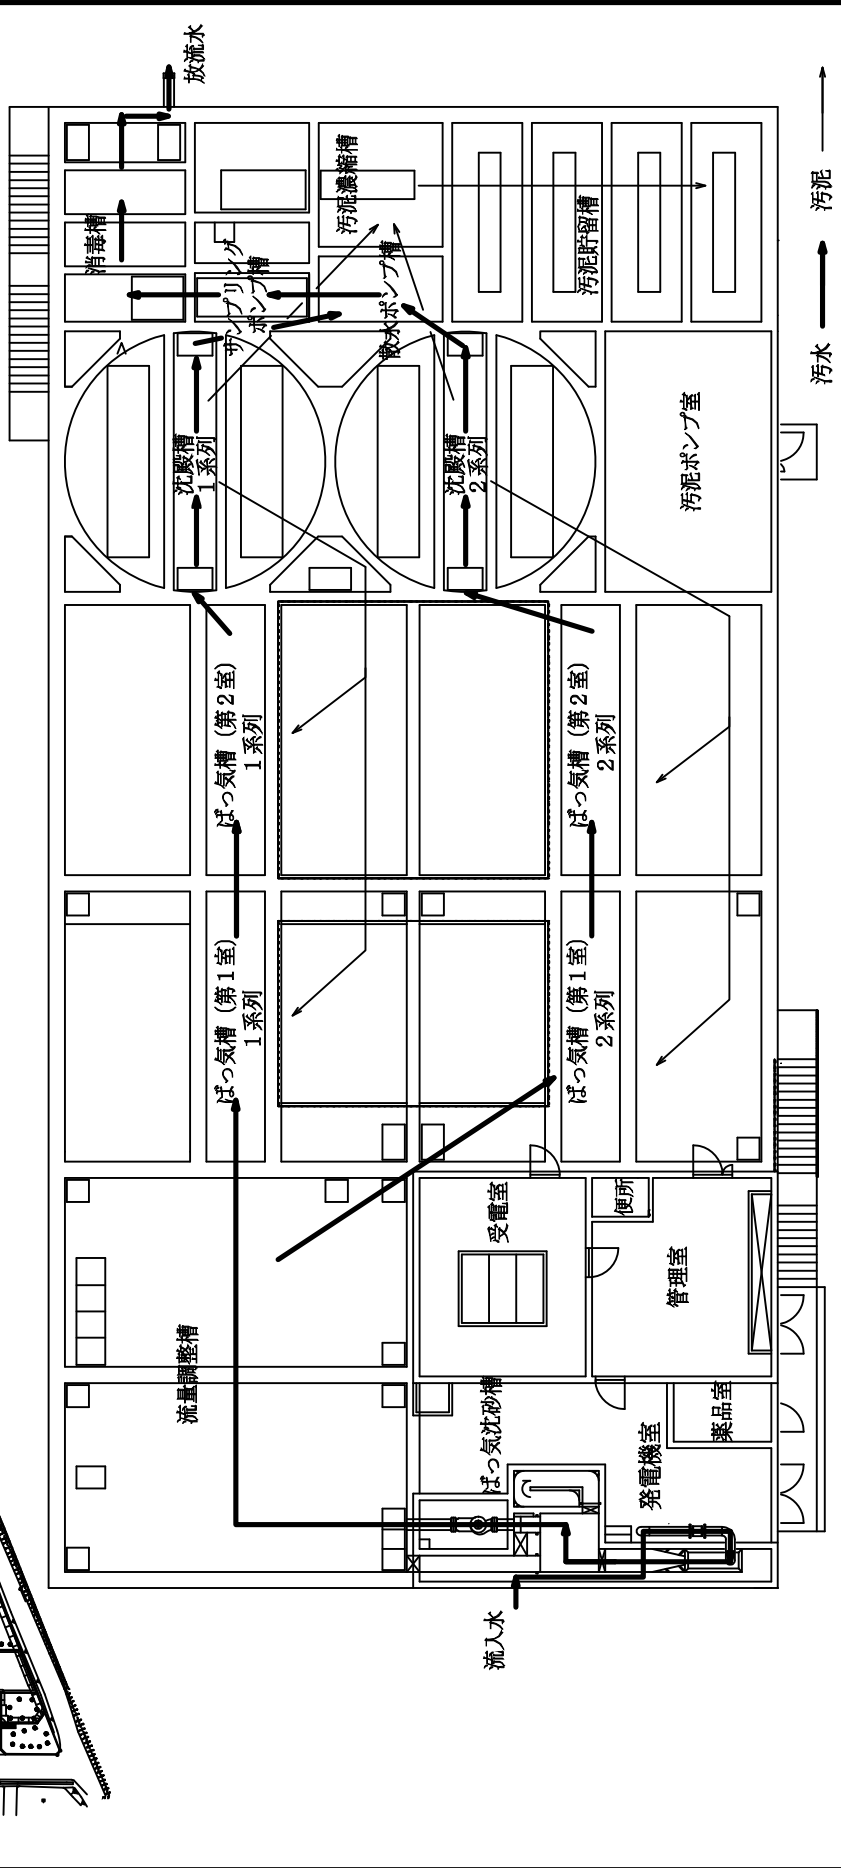 放流水
消毒槽
サンプリング
ポンプ槽
汚泥濃縮槽
散水ポンプ槽
汚泥貯留槽
汚泥
汚水
沈殿槽
1系列
沈殿槽
2系列
汚泥ポンプ室
ばっ気槽（第2室）
1系列
ばっ気槽（第2室）
2系列
ばっ気槽（第1室）
1系列
ばっ気槽（第1室）
2系列
流量調整槽
受電室
便所
管理室
ばっ気沈砂槽
発電機室
薬品室
流入水